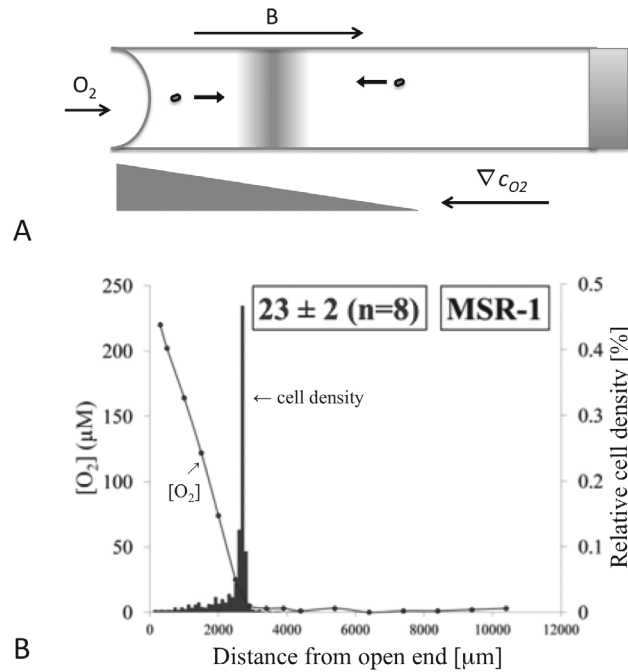 B
O2
∇ cO2
A
250
200
150
100
50
0
[O2] (µM)
0.5
0.4
0.3
0.2
0.1
0
Relative cell density [%]
23 ± 2 (n=8)
MSR-1
← cell density
[O2]
0 2000 4000 6000 8000 10000 12000
Distance from open end [µm]
B